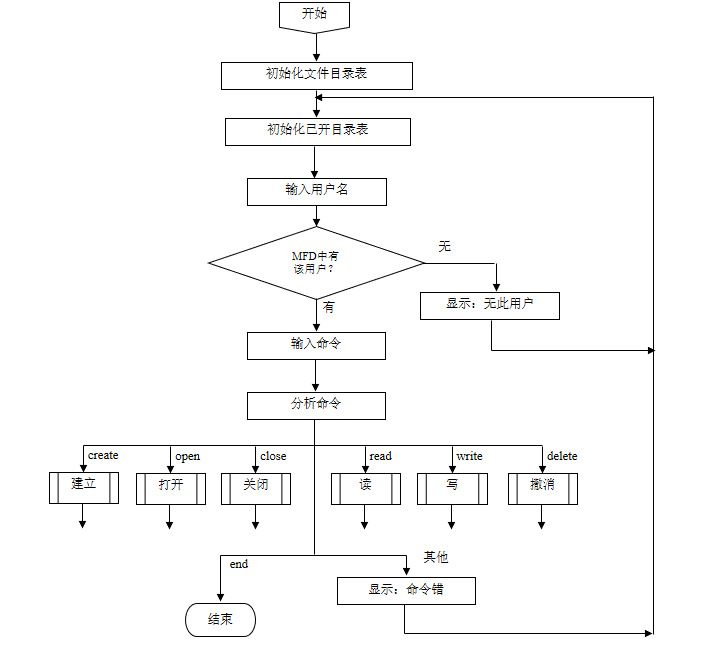 开始
初始化文件目录表
初始化己开目录表
输入用户名
MFD中有
该用户?
无
显示：无此用户
有
输入命令
分析命令
create
open
close
read
write
delete
建立
打开
关闭
读
写
撤消
end
其他
显示：命令错
结束